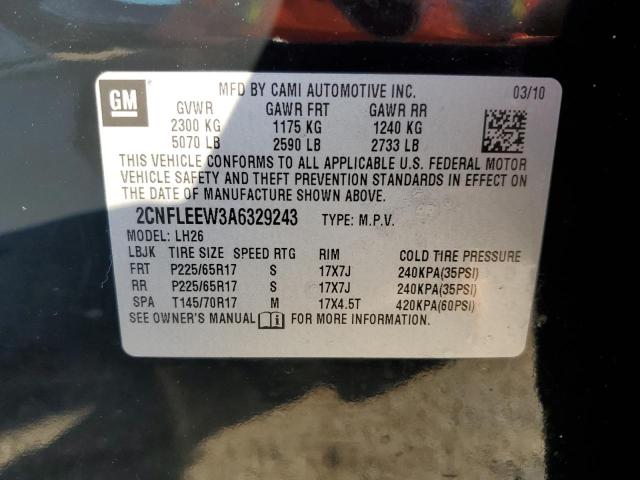 GM
MFD BY CAMI AUTOMOTIVE INC. 03/10
GVWR GAWR FRT GAWR RR
2300 KG 1175 KG 1240 KG
5070 LB 2590 LB 2733 LB
THIS VEHICLE CONFORMS TO ALL APPLICABLE U.S. FEDERAL MOTOR
VEHICLE SAFETY AND THEFT PREVENTION STANDARDS IN EFFECT ON
THE DATE OF MANUFACTURE SHOWN ABOVE.
2CNFLEEW3A6329243 TYPE: M.P.V.
MODEL: LH26
LBJK TIRE SIZE SPEED RTG RIM COLD TIRE PRESSURE
FRT P225/65R17 S 17X7J 240KPA(35PSI)
RR P225/65R17 S 17X7J 240KPA(35PSI)
SPA T145/70R17 M 17X4.5T 420KPA(60PSI)
SEE OWNER'S MANUAL FOR MORE INFORMATION.